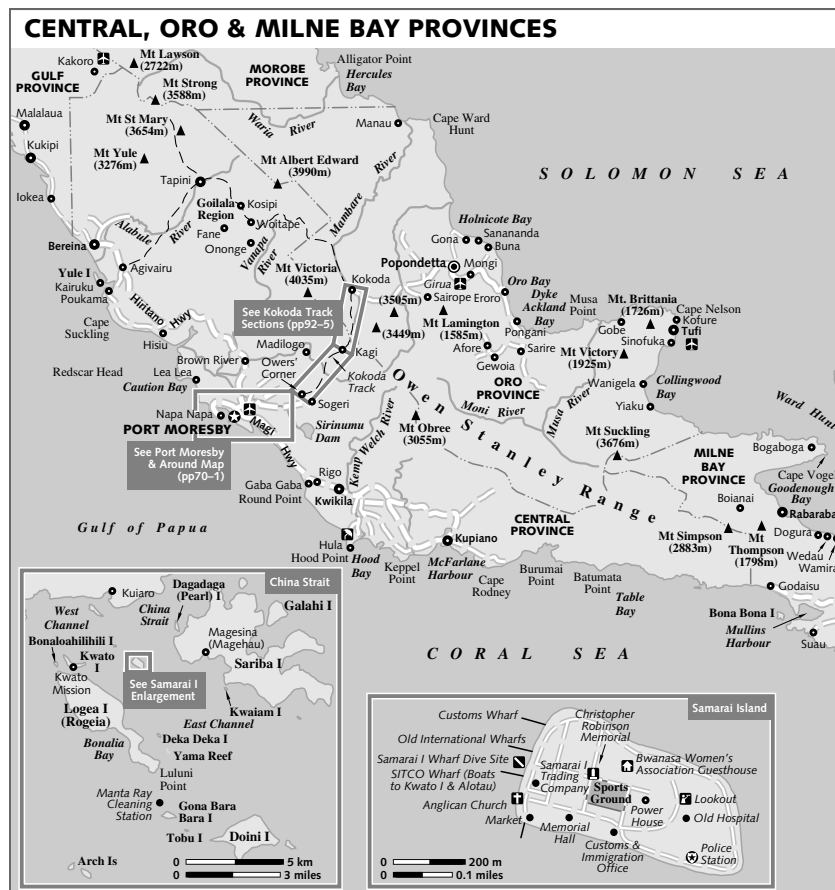 CENTRAL, ORO & MILNE BAY PROVINCES
Kakoro
Mt Lawson
(2722m)
Alligator Point
GULF
PROVINCE
MOROBE
PROVINCE
Hercules
Bay
Mt Strong
(3588m)
Malalaua
Mt St Mary
(3654m)
Waria
River
Manau
Cape Ward
Hunt
Kukipi
Mt Yule
(3276m)
Mt Albert Edward
(3990m)
River
Mambare
SOLOMON SEA
Tapini
Iokea
Goilala
Region
Kosipi
Woitape
Fane
Ononge
Alabule
River
Vanapa
River
Holnicote Bay
Gona
Sanananda
Buna
Bereina
Agivairu
Popondetta
Mongi
Mt Victoria
(4035m)
Kokoda
Girua
Oro Bay
Yule I
Kairuku
Poukama
(3505m)
Sairope
Eroro
Dyke
Ackland
Bay
Musa
Point
Mt. Brittania
(1726m)
Cape Nelson
Kofure
Tufi
Hiritano
Hwy
See Kokoda Track
Sections (pp92–5)
(3449m)
Mt Lamington
(1585m)
Pongani
Gobe
Sinofuka
Cape
Suckling
Hisiu
Madilogo
Kagi
Afore
Sarire
Mt Victory
(1925m)
Brown River
Owers'
Corner
Kokoda
Track
Gewoia
Redscar Head
Lea Lea
Caution Bay
ORO
PROVINCE
Wanigela
Collingwood
Bay
Sogeri
Napa Napa
PORT MORESBY
Magi
Hwy
Sirinumu
Dam
Owen Stanley Range
Moni River
Musa River
Yiaku
Ward Hunt
Mt Obree
(3055m)
See Port Moresby
& Around Map
(pp70–1)
Kemp Welch River
Mt Suckling
(3676m)
MILNE
BAY
PROVINCE
Bogaboga
Cape Vogel
Goodenough
Bay
Rigo
Gaba Gaba
Round Point
Kwikila
Boianai
Rabaraba
Gulf of Papua
CENTRAL
PROVINCE
Dogura
Hula
Hood Point
Hood
Bay
Kupiano
Mt Simpson
(2883m)
Mt
Thompson
(1798m)
Wedau
Wamira
Keppel
Point
McFarlane
Harbour
Cape
Rodney
Burumai
Point
Batumata
Point
Table
Bay
Godaisu
Bona Bona I
Mullins
Harbour
Suau
CORAL SEA
China Strait
Dagadaga
(Pearl) I
Kuiaro
China
Strait
Galahi I
West
Channel
Bonaloahilihili I
Magesina
(Magehau)
Kwato
I
Kwato
Mission
See Samarai I
Enlargement
Sariba I
Logea I
(Rogeia)
Kwaiam I
East Channel
Bonalia
Bay
Deka Deka I
Yama Reef
Luluni
Point
Manta Ray
Cleaning
Station
Gona Bara
Bara I
Tobu I
Doini I
Arch Is
0 5 km
0 3 miles
Samarai Island
Customs Wharf
Christopher
Robinson
Memorial
Old International Wharfs
Samarai I Wharf Dive Site
SITCO Wharf (Boats
to Kwato I & Alotau)
Samarai I
Trading
Company
Bwanasa Women's
Association Guesthouse
Sports
Ground
Anglican Church
Power
House
Lookout
Old Hospital
Market
Memorial
Hall
Customs &
Immigration
Office
Police
Station
0 200 m
0 0.1 miles